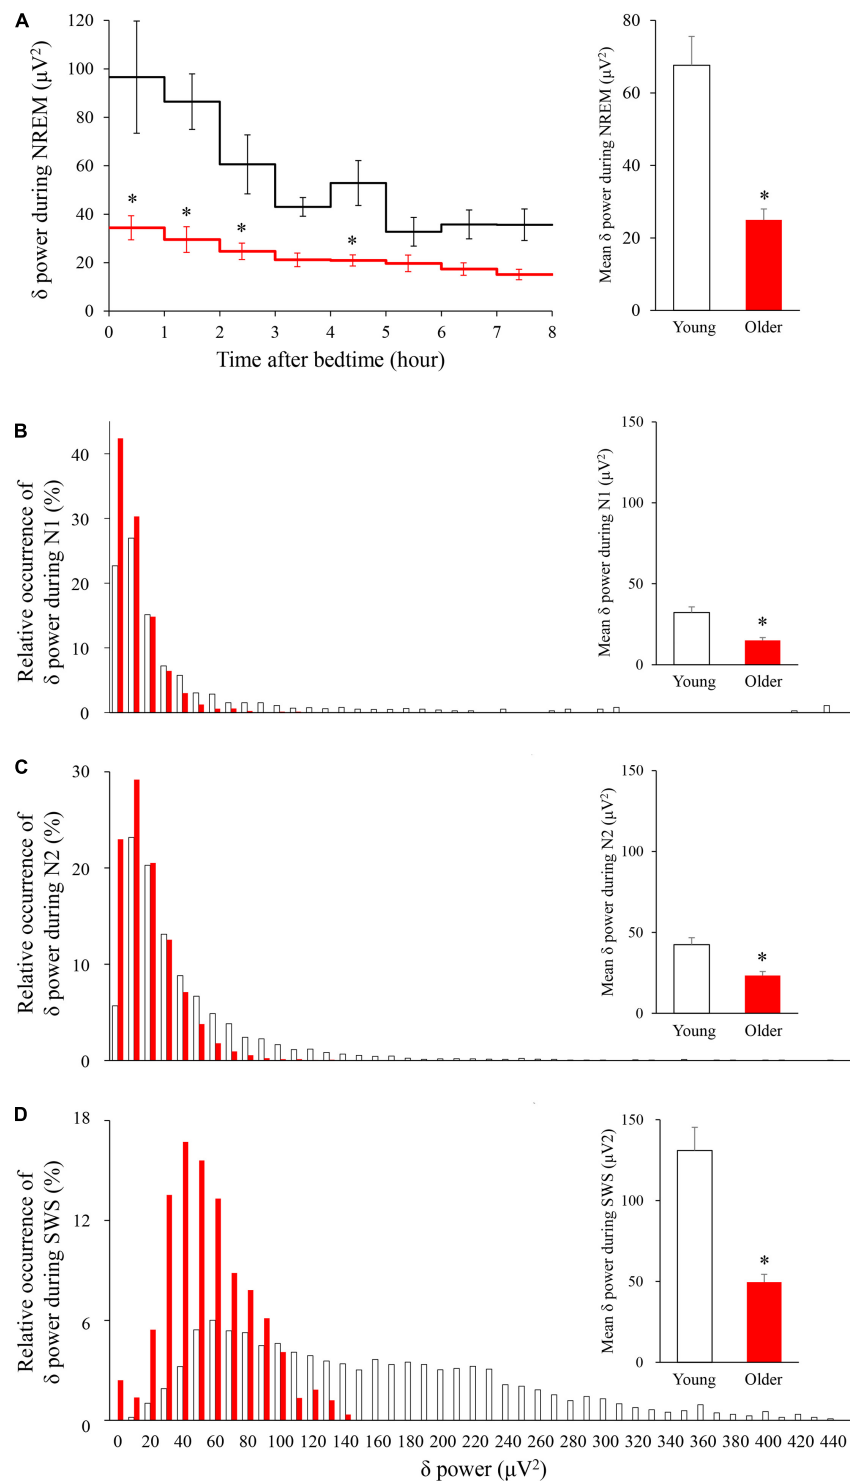 A
δ power during NREM (μV²)
120
100
80
60
40
20
0
* * * *
0 1 2 3 4 5 6 7 8
Time after bedtime (hour)
Mean δ power during NREM (μV²)
80
60
40
20
0
*
Young Older
B
Relative occurrence of
δ power during N1 (%)
40
30
20
10
0
Mean δ power during N1 (μV²)
150
100
50
0
*
Young Older
C
Relative occurrence of
δ power during N2 (%)
30
20
10
0
Mean δ power during N2 (μV²)
150
100
50
0
*
Young Older
D
Relative occurrence of
δ power during SWS (%)
18
12
6
0
Mean δ power during SWS (μV2)
150
100
50
0
*
Young Older
0 20 40 60 80 100 120 140 160 180 200 220 240 260 280 300 320 340 360 380 400 420 440
δ power (μV²)